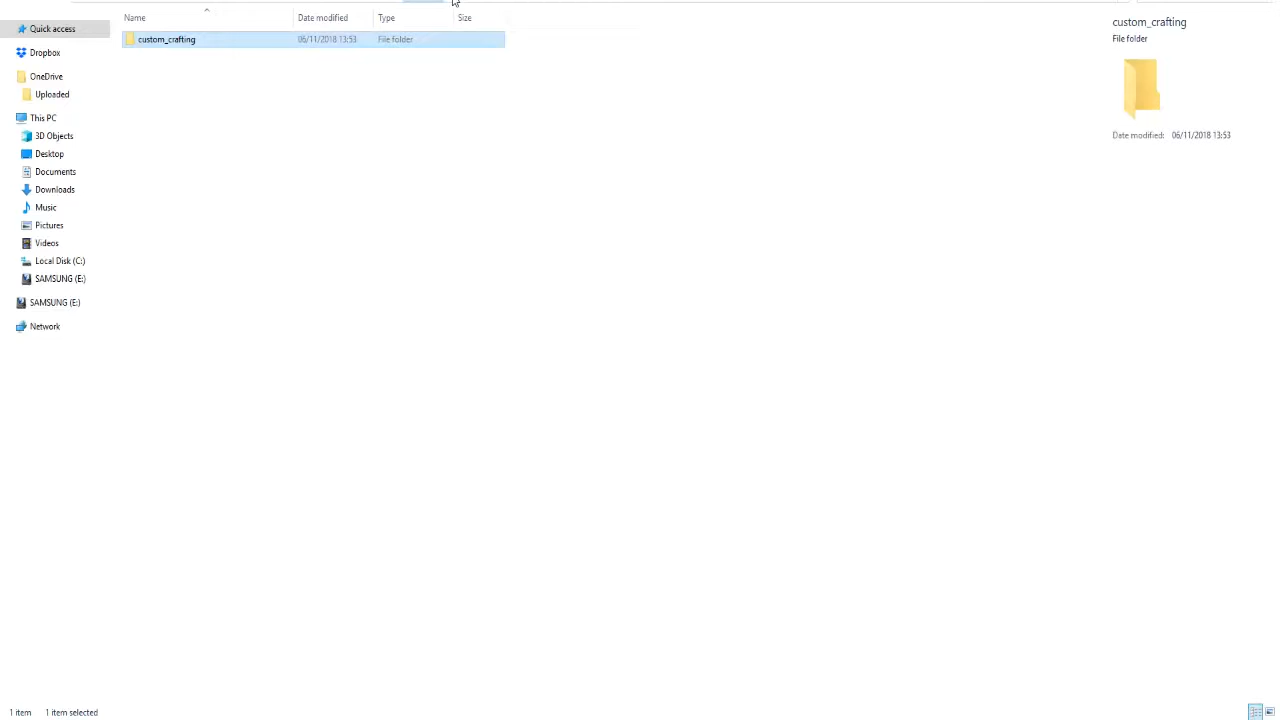 Name Date modified Type Size
custom_crafting 06/11/2018 13:53 File folder
Quick access
Dropbox
OneDrive
Uploaded
This PC
3D Objects
Desktop
Documents
Downloads
Music
Pictures
Videos
Local Disk (C:)
SAMSUNG (E:)
SAMSUNG (E:)
Network
custom_crafting
File folder
Date modified: 06/11/2018 13:53
1 item 1 item selected